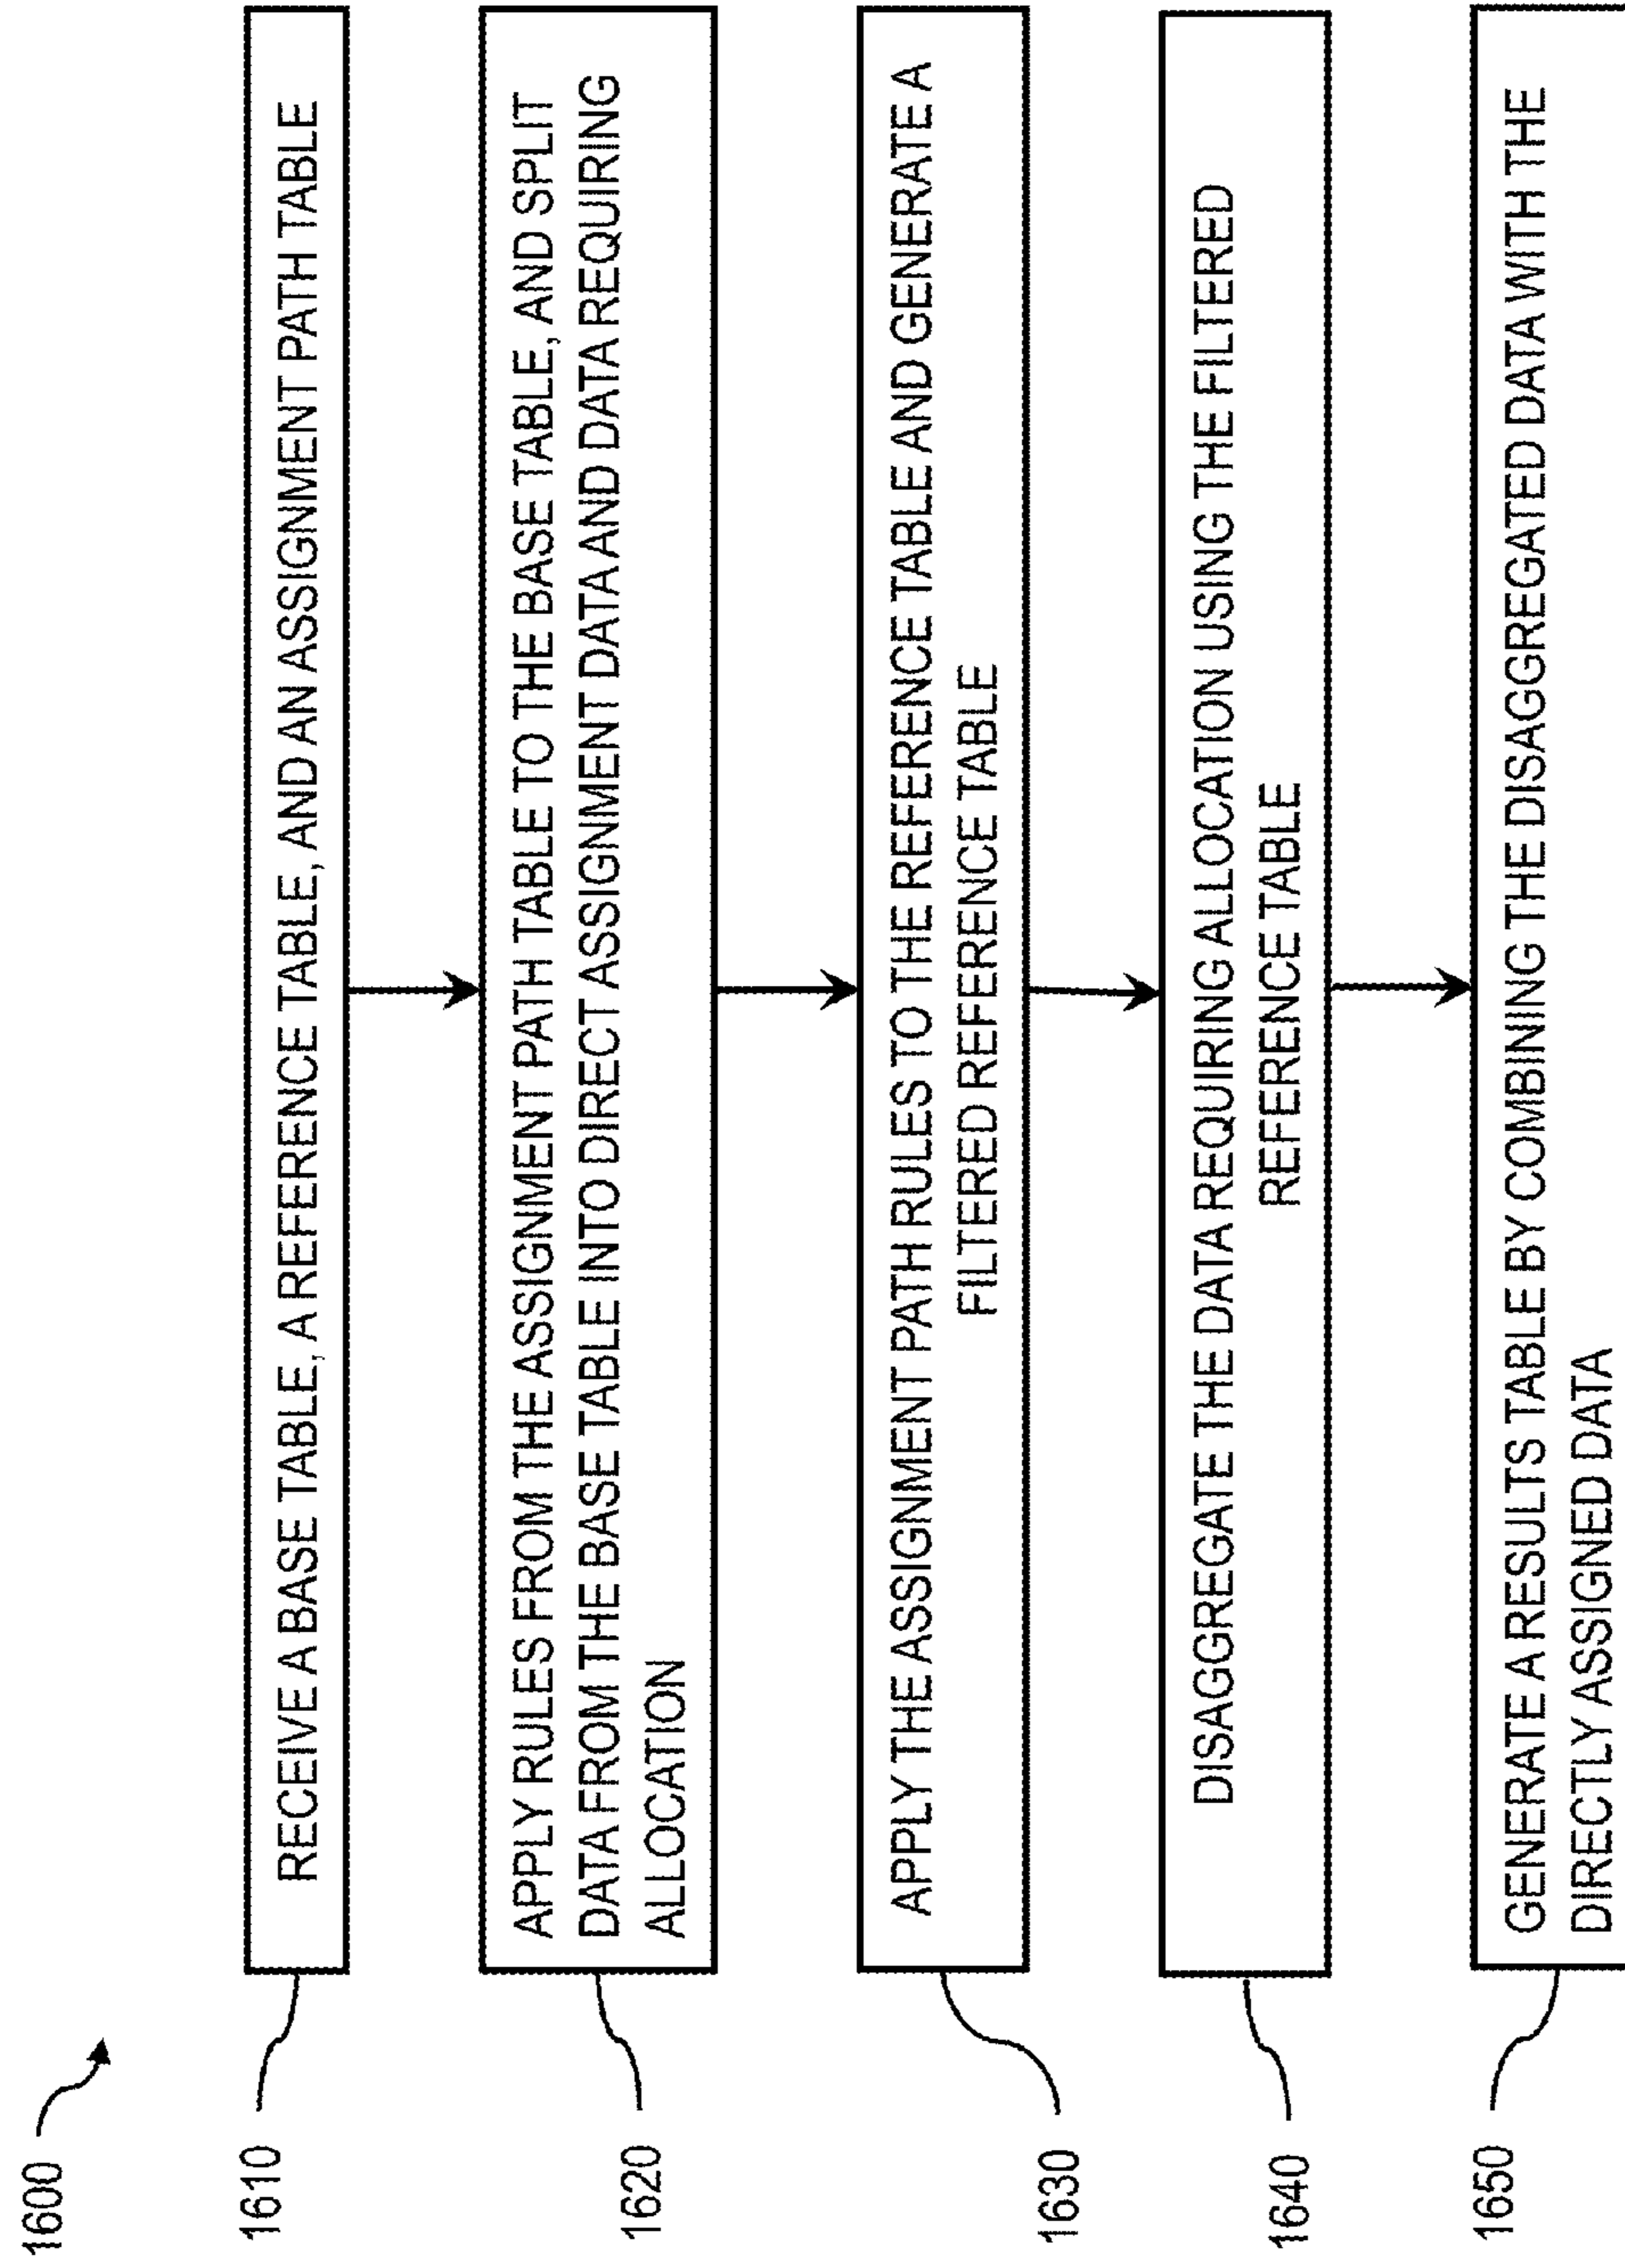 1600
1610
RECEIVE A BASE TABLE, A REFERENCE TABLE, AND AN ASSIGNMENT PATH TABLE
1620
APPLY RULES FROM THE ASSIGNMENT PATH TABLE TO THE BASE TABLE, AND SPLIT
DATA FROM THE BASE TABLE INTO DIRECT ASSIGNMENT DATA AND DATA REQUIRING
ALLOCATION
1630
APPLY THE ASSIGNMENT PATH RULES TO THE REFERENCE TABLE AND GENERATE A
FILTERED REFERENCE TABLE
1640
DISAGGREGATE THE DATA REQUIRING ALLOCATION USING THE FILTERED
REFERENCE TABLE
1650
GENERATE A RESULTS TABLE BY COMBINING THE DISAGGREGATED DATA WITH THE
DIRECTLY ASSIGNED DATA